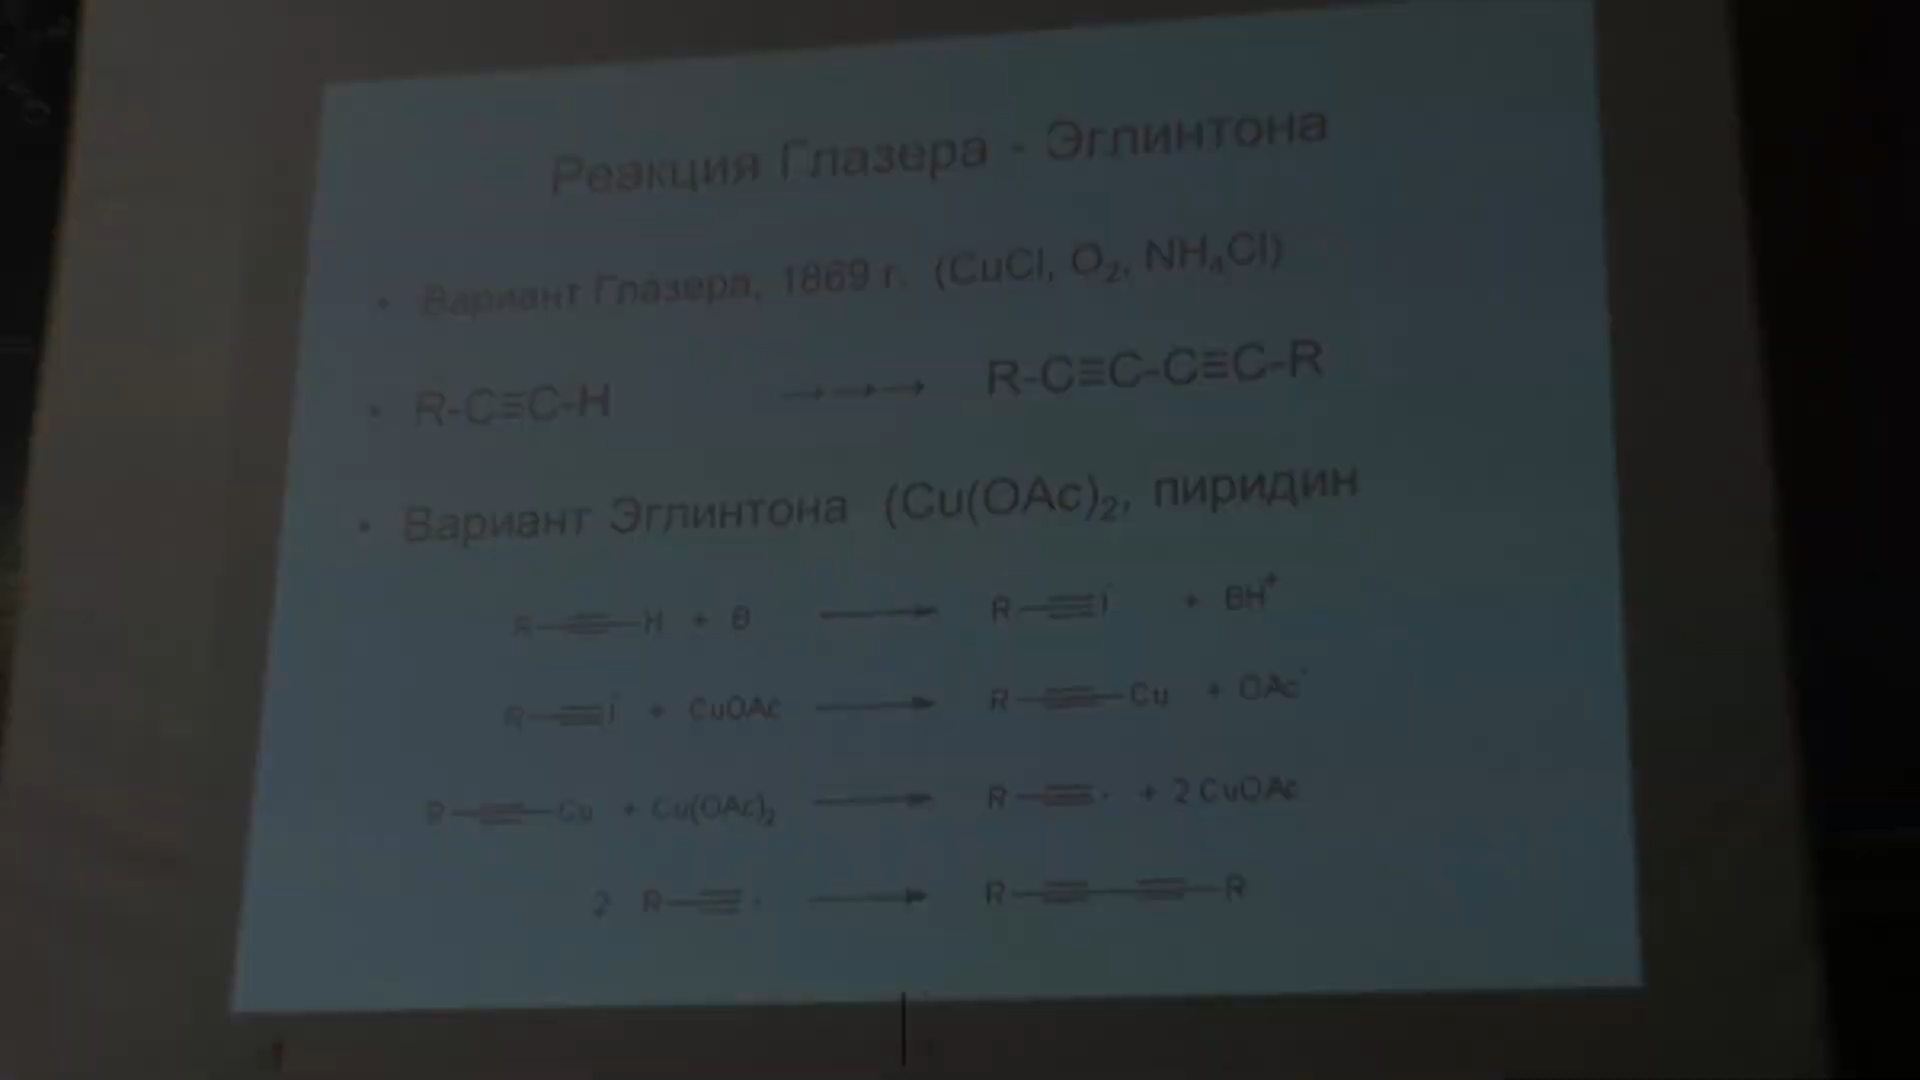 Реакция Глазера - Эглинтона
• Вариант Глазера, 1869 г. (CuCl, O₂, NH₄Cl)
• R-C≡C-H →→→ R-C≡C-C≡C-R
• Вариант Эглинтона (Cu(OAc)₂, пиридин
R—≡—H + B → R—≡|⁻ + BH⁺
R—≡|⁻ + CuOAc → R—≡—Cu + OAc⁻
R—≡—Cu + Cu(OAc)₂ → R—≡· + 2 CuOAc
2 R—≡· → R—≡—≡—R